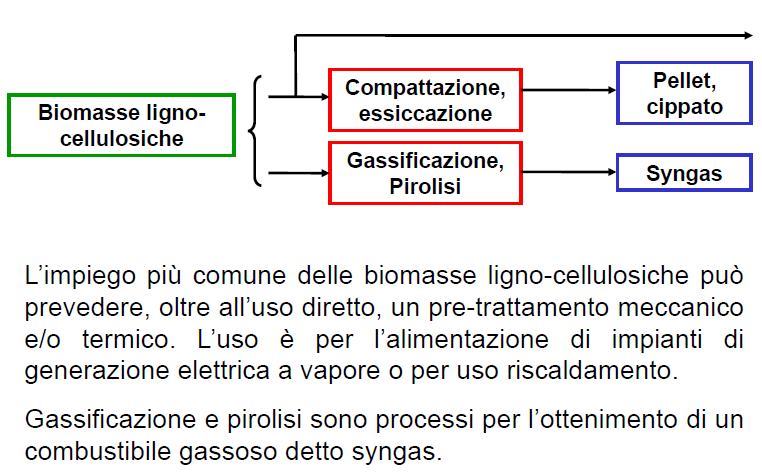 Biomasse ligno-
cellulosiche
Compattazione,
essiccazione
Pellet,
cippato
Gassificazione,
Pirolisi
Syngas
L’impiego più comune delle biomasse ligno-cellulosiche può
prevedere, oltre all’uso diretto, un pre-trattamento meccanico
e/o termico. L’uso è per l’alimentazione di impianti di
generazione elettrica a vapore o per uso riscaldamento.
Gassificazione e pirolisi sono processi per l’ottenimento di un
combustibile gassoso detto syngas.